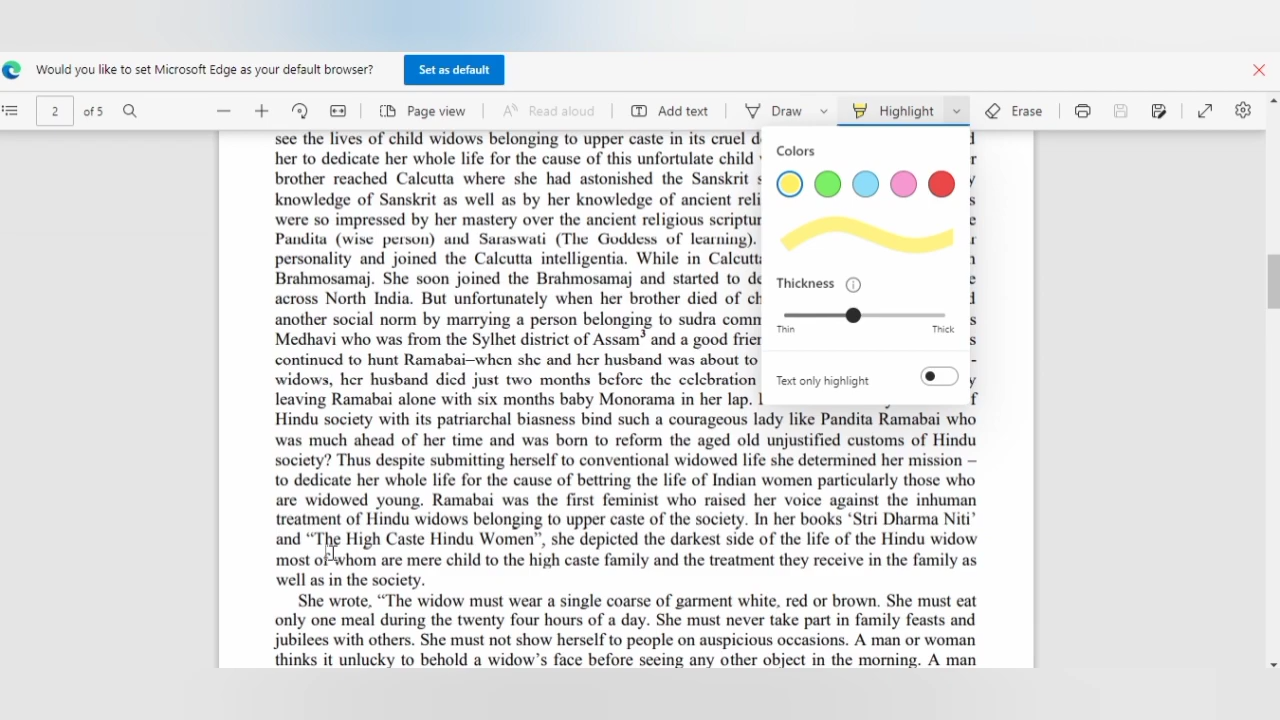 Would you like to set Microsoft Edge as your default browser? Set as default
2 of 5 Page view Read aloud Add text Draw Highlight Erase
Colors
Thickness
Thin Thick
Text only highlight
see the lives of child widows belonging to upper caste in its cruel
her to dedicate her whole life for the cause of this unfortulate child
brother reached Calcutta where she had astonished the Sanskrit
knowledge of Sanskrit as well as by her knowledge of ancient
were so impressed by her mastery over the ancient religious
Pandita (wise person) and Saraswati (The Goddess of learning).
personality and joined the Calcutta intelligentia. While in
Brahmosamaj. She soon joined the Brahmosamaj and started to
across North India. But unfortunately when her brother died of
another social norm by marrying a person belonging to sudra
Medhavi who was from the Sylhet district of Assam³ and a good
continued to hunt Ramabai–when she and her husband was about to
widows, her husband died just two months before the celebration
leaving Ramabai alone with six months baby Monorama in her lap. of
Hindu society with its patriarchal biasness bind such a courageous lady like Pandita Ramabai who
was much ahead of her time and was born to reform the aged old unjustified customs of Hindu
society? Thus despite submitting herself to conventional widowed life she determined her mission –
to dedicate her whole life for the cause of bettring the life of Indian women particularly those who
are widowed young. Ramabai was the first feminist who raised her voice against the inhuman
treatment of Hindu widows belonging to upper caste of the society. In her books ‘Stri Dharma Niti’
and “The High Caste Hindu Women”, she depicted the darkest side of the life of the Hindu widow
most of whom are mere child to the high caste family and the treatment they receive in the family as
well as in the society.
She wrote, “The widow must wear a single coarse of garment white, red or brown. She must eat
only one meal during the twenty four hours of a day. She must never take part in family feasts and
jubilees with others. She must not show herself to people on auspicious occasions. A man or woman
thinks it unlucky to behold a widow’s face before seeing any other object in the morning. A man